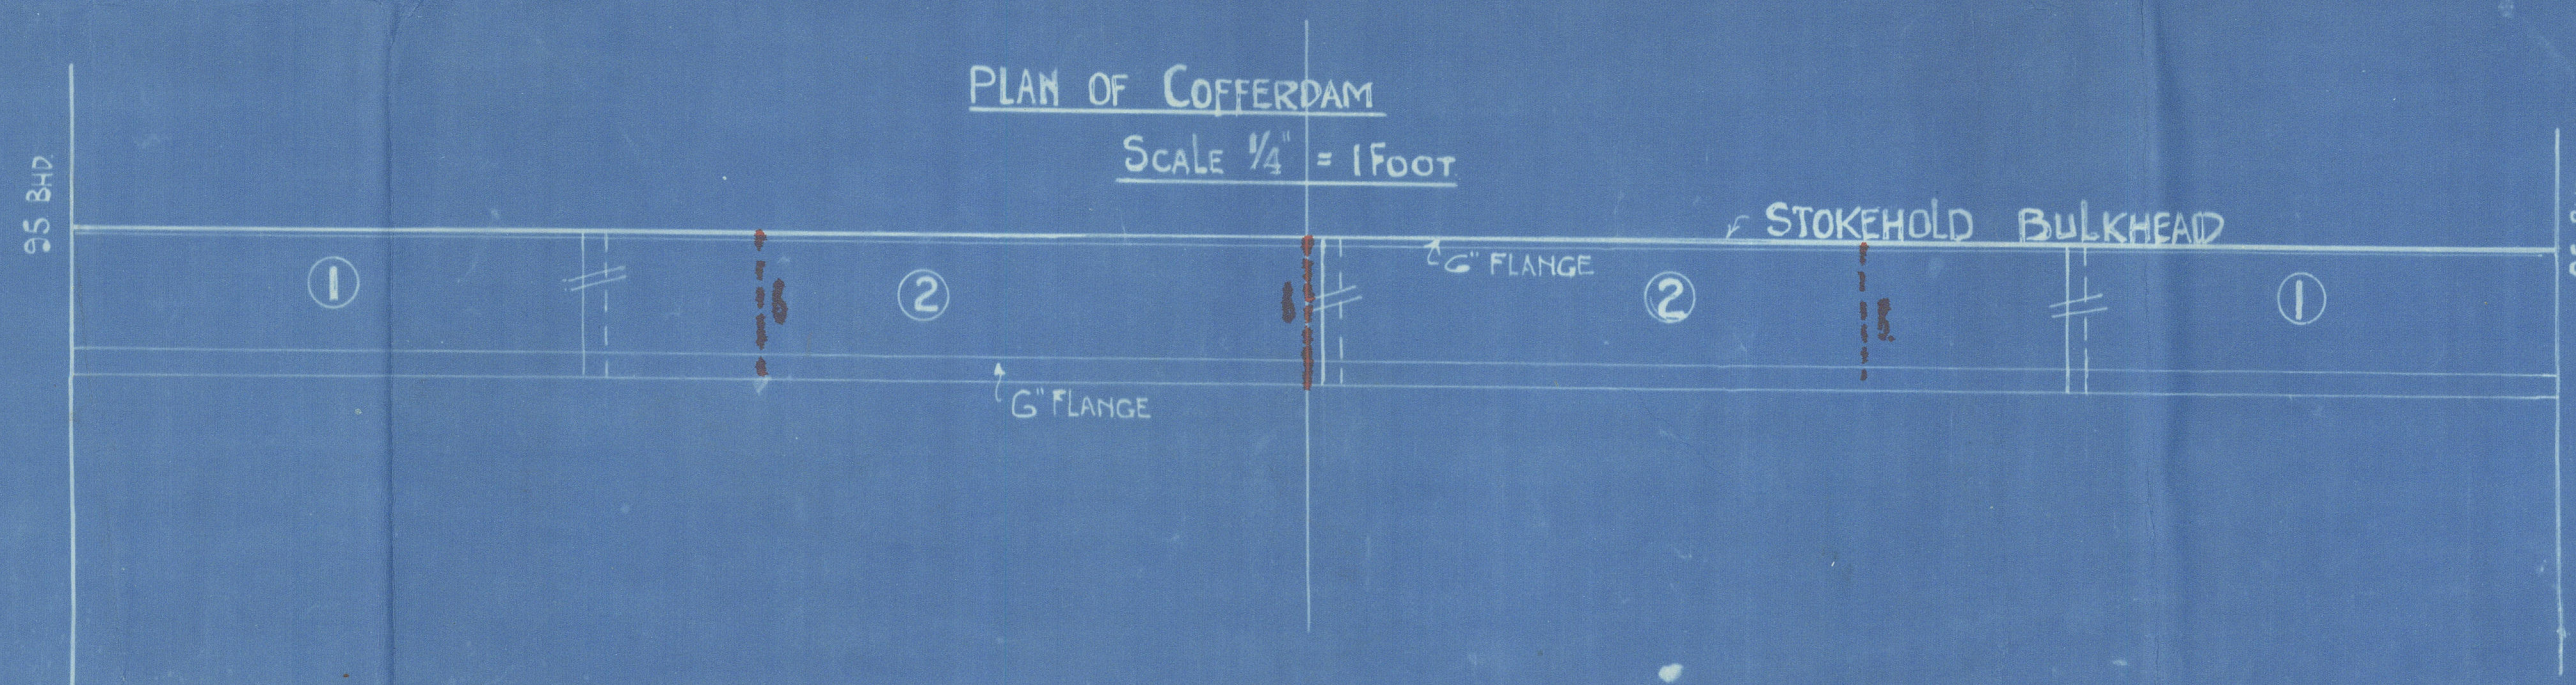 PLAN OF COFFERDAM
SCALE 1/4" = 1 FOOT
95 BHD.
STOKEHOLD BULKHEAD
6" FLANGE
1
2
2
1
6" FLANGE